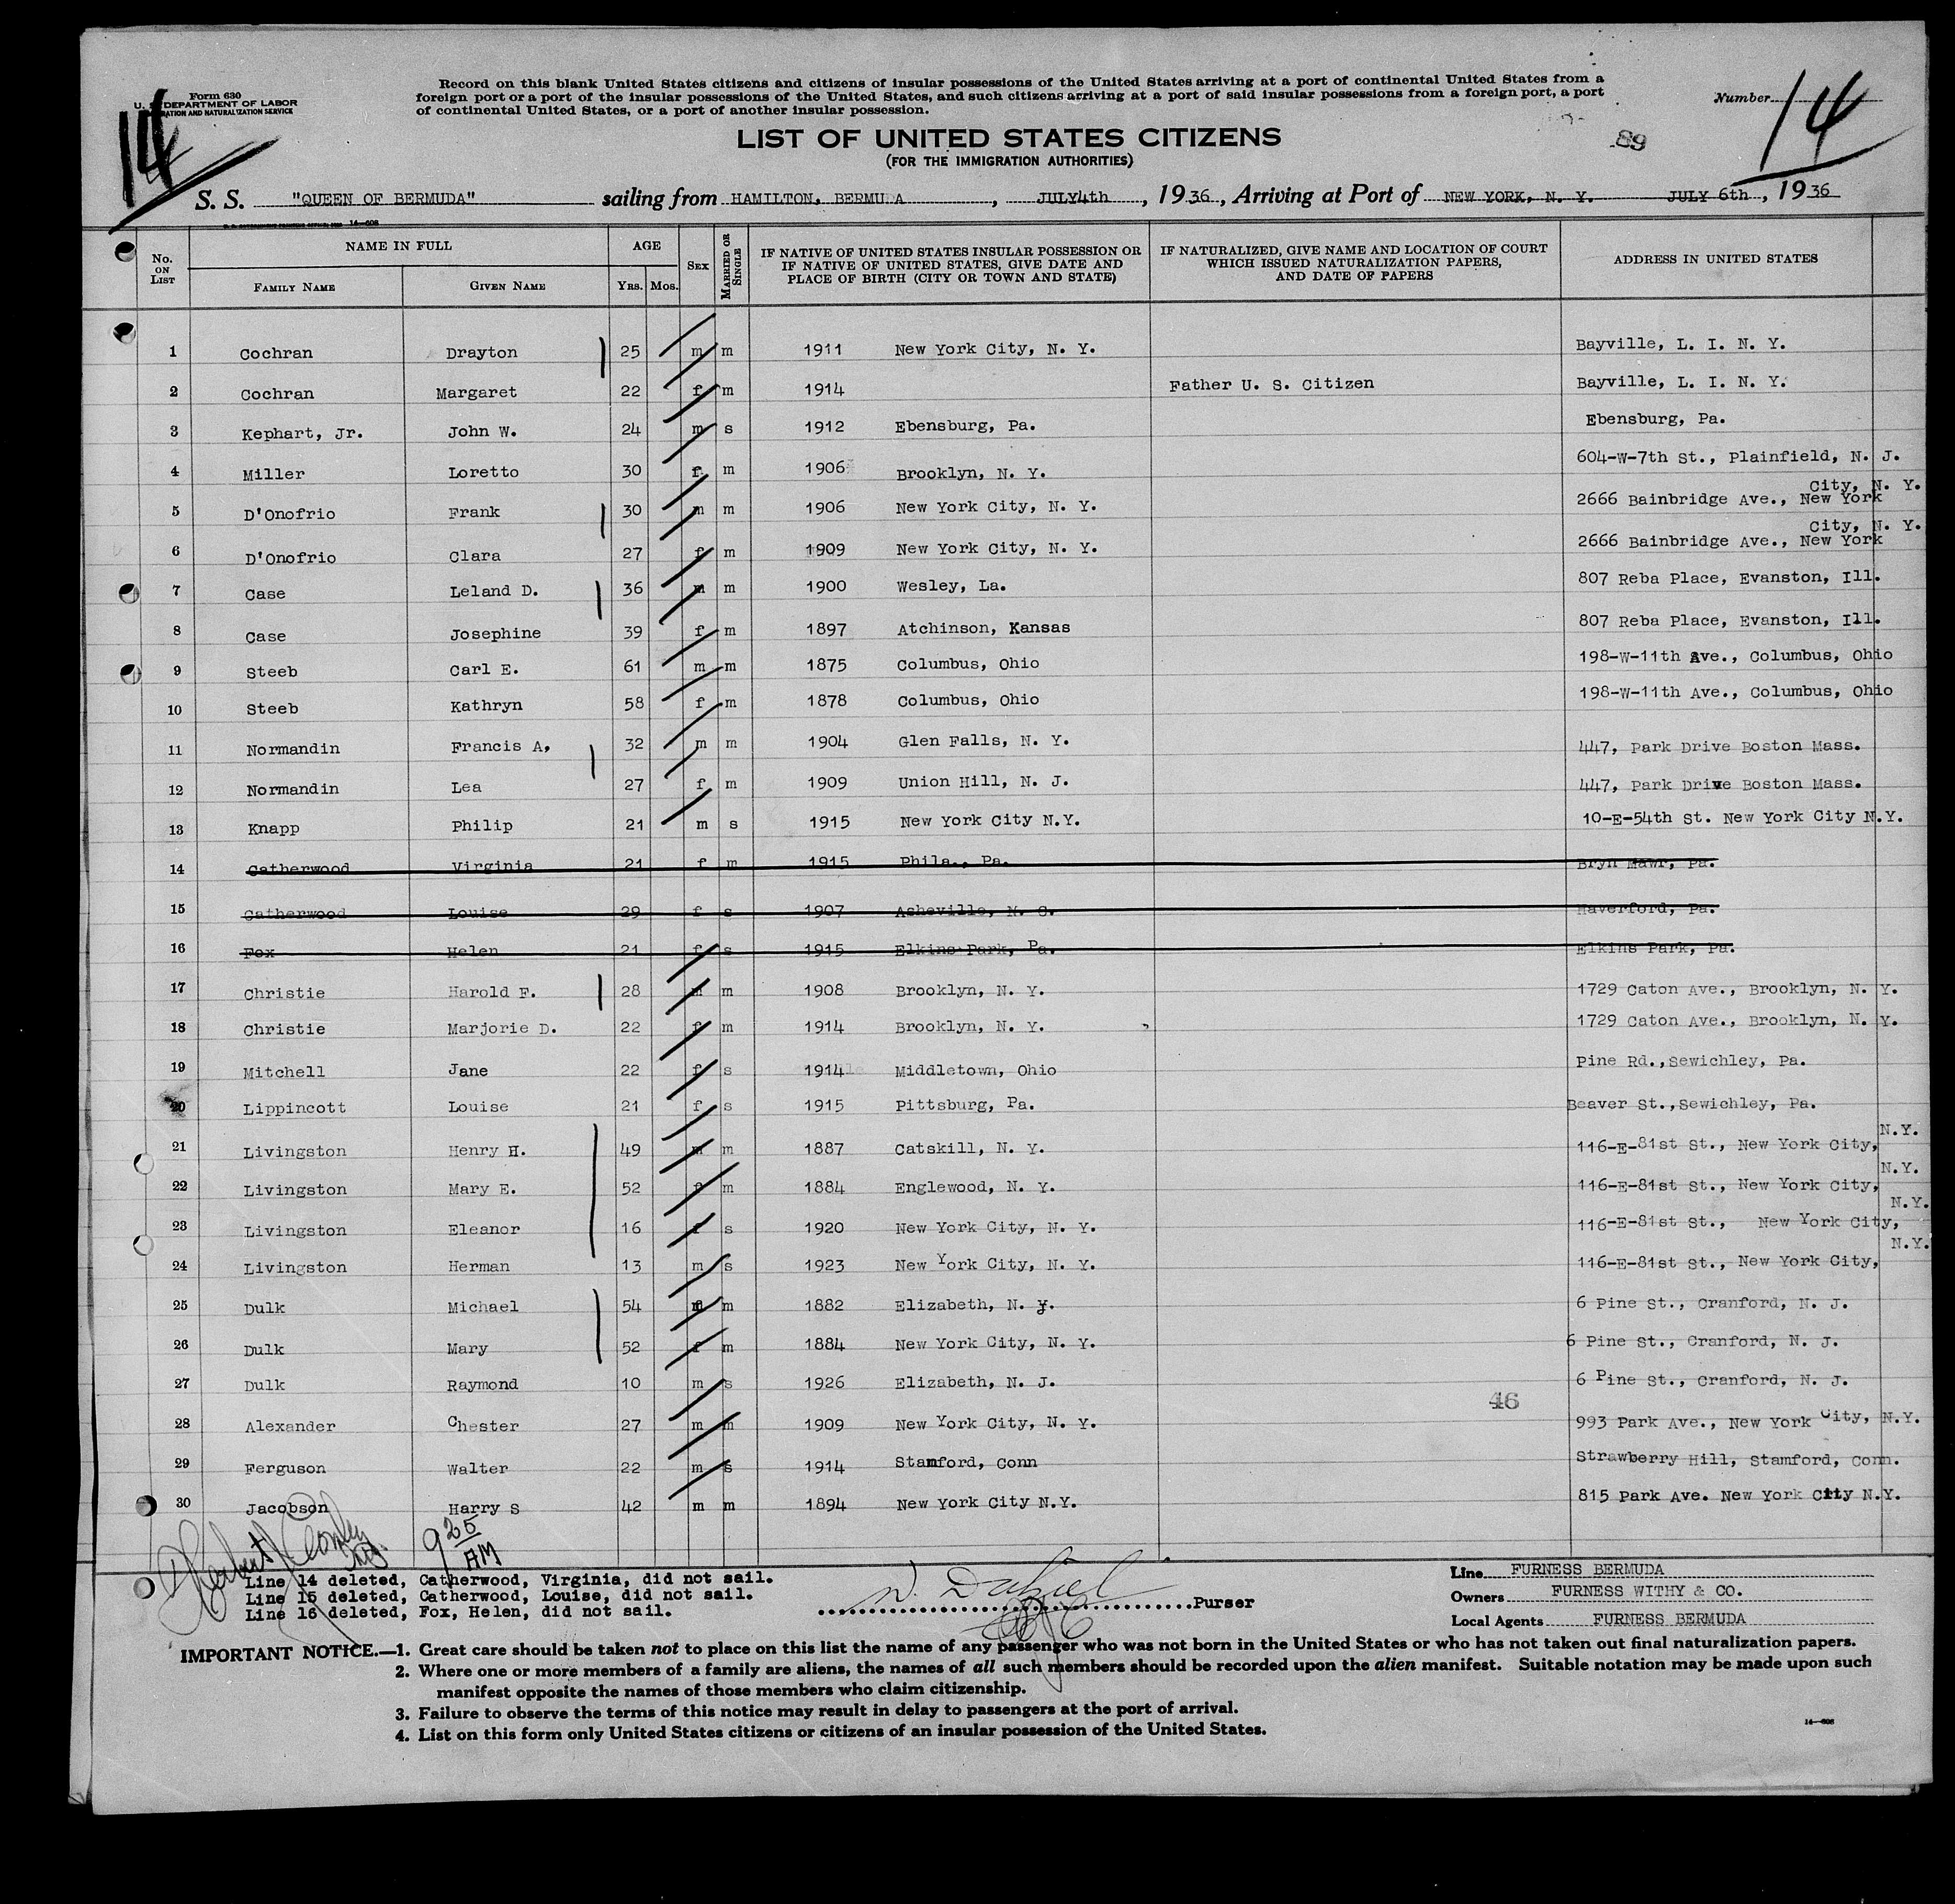 Form 630
U. S. DEPARTMENT OF LABOR
IMMIGRATION AND NATURALIZATION SERVICE
Record on this blank United States citizens and citizens of insular possessions of the United States arriving at a port of continental United States from a
foreign port or a port of the insular possessions of the United States, and such citizens arriving at a port of said insular possessions from a foreign port, a port
of continental United States, or a port of another insular possession.
Number 14
14
LIST OF UNITED STATES CITIZENS
(FOR THE IMMIGRATION AUTHORITIES)
89
S. S. "QUEEN OF BERMUDA" sailing from HAMILTON, BERMUDA, JULY4th, 1936, Arriving at Port of NEW YORK, N. Y. JULY 6th, 1936
No. ON LIST NAME IN FULL AGE SEX MARRIED OR SINGLE IF NATIVE OF UNITED STATES INSULAR POSSESSION OR IF NATIVE OF UNITED STATES, GIVE DATE AND PLACE OF BIRTH (CITY OR TOWN AND STATE) IF NATURALIZED, GIVE NAME AND LOCATION OF COURT WHICH ISSUED NATURALIZATION PAPERS, AND DATE OF PAPERS ADDRESS IN UNITED STATES
FAMILY NAME GIVEN NAME YRS. MOS.
1 Cochran Drayton 25 m m 1911 New York City, N. Y. Bayville, L. I. N. Y.
2 Cochran Margaret 22 f m 1914 Father U. S. Citizen Bayville, L. I. N. Y.
3 Kephart, Jr. John W. 24 m s 1912 Ebensburg, Pa. Ebensburg, Pa.
4 Miller Loretto 30 f m 1906 Brooklyn, N. Y. 604-W-7th St., Plainfield, N. J.
5 D'Onofrio Frank 30 m m 1906 New York City, N. Y. 2666 Bainbridge Ave., New York City, N. Y.
6 D'Onofrio Clara 27 f m 1909 New York City, N. Y. 2666 Bainbridge Ave., New York City, N. Y.
7 Case Leland D. 36 m m 1900 Wesley, La. 807 Reba Place, Evanston, Ill.
8 Case Josephine 39 f m 1897 Atchinson, Kansas 807 Reba Place, Evanston, Ill.
9 Steeb Carl E. 61 m m 1875 Columbus, Ohio 198-W-11th Ave., Columbus, Ohio
10 Steeb Kathryn 58 f m 1878 Columbus, Ohio 198-W-11th Ave., Columbus, Ohio
11 Normandin Francis A, 32 m m 1904 Glen Falls, N. Y. 447, Park Drive Boston Mass.
12 Normandin Lea 27 f m 1909 Union Hill, N. J. 447, Park Drive Boston Mass.
13 Knapp Philip 21 m s 1915 New York City N.Y. 10-E-54th St. New York City N.Y.
14 Catherwood Virginia 21 f m 1915 Phila., Pa. Bryn Mawr, Pa.
15 Catherwood Louise 29 f s 1907 Asheville, N. C. Haverford, Pa.
16 Fox Helen 21 f s 1915 Elkins Park, Pa. Elkins Park, Pa.
17 Christie Harold F. 28 m m 1908 Brooklyn, N. Y. 1729 Caton Ave., Brooklyn, N. Y.
18 Christie Marjorie D. 22 f m 1914 Brooklyn, N. Y. 1729 Caton Ave., Brooklyn, N. Y.
19 Mitchell Jane 22 f s 1914 Middletown, Ohio Pine Rd.,Sewichley, Pa.
20 Lippincott Louise 21 f s 1915 Pittsburg, Pa. Beaver St.,Sewichley, Pa.
21 Livingston Henry H. 49 m m 1887 Catskill, N. Y. 116-E-81st St., New York City, N.Y.
22 Livingston Mary E. 52 f m 1884 Englewood, N. Y. 116-E-81st St., New York City, N.Y.
23 Livingston Eleanor 16 f s 1920 New York City, N. Y. 116-E-81st St., New York City, N.Y.
24 Livingston Herman 13 m s 1923 New York City, N. Y. 116-E-81st St., New York City, N.Y.
25 Dulk Michael 54 m m 1882 Elizabeth, N. J. 6 Pine St., Cranford, N. J.
26 Dulk Mary 52 f m 1884 New York City, N. Y. 6 Pine St., Cranford, N. J.
27 Dulk Raymond 10 m s 1926 Elizabeth, N. J. 6 Pine St., Cranford, N. J.
46
28 Alexander Chester 27 m m 1909 New York City, N. Y. 993 Park Ave., New York City, N.Y.
29 Ferguson Walter 22 m s 1914 Stamford, Conn Strawberry Hill, Stamford, Conn.
30 Jacobson Harry S 42 m m 1894 New York City N.Y. 815 Park Ave. New York City N.Y.
9 25 AM
Line 14 deleted, Catherwood, Virginia, did not sail.
Line 15 deleted, Catherwood, Louise, did not sail.
Line 16 deleted, Fox, Helen, did not sail.
Purser
Line FURNESS BERMUDA
Owners FURNESS WITHY & CO.
Local Agents FURNESS BERMUDA
IMPORTANT NOTICE.—1. Great care should be taken not to place on this list the name of any passenger who was not born in the United States or who has not taken out final naturalization papers.
2. Where one or more members of a family are aliens, the names of all such members should be recorded upon the alien manifest. Suitable notation may be made upon such
manifest opposite the names of those members who claim citizenship.
3. Failure to observe the terms of this notice may result in delay to passengers at the port of arrival.
4. List on this form only United States citizens or citizens of an insular possession of the United States.
14—608